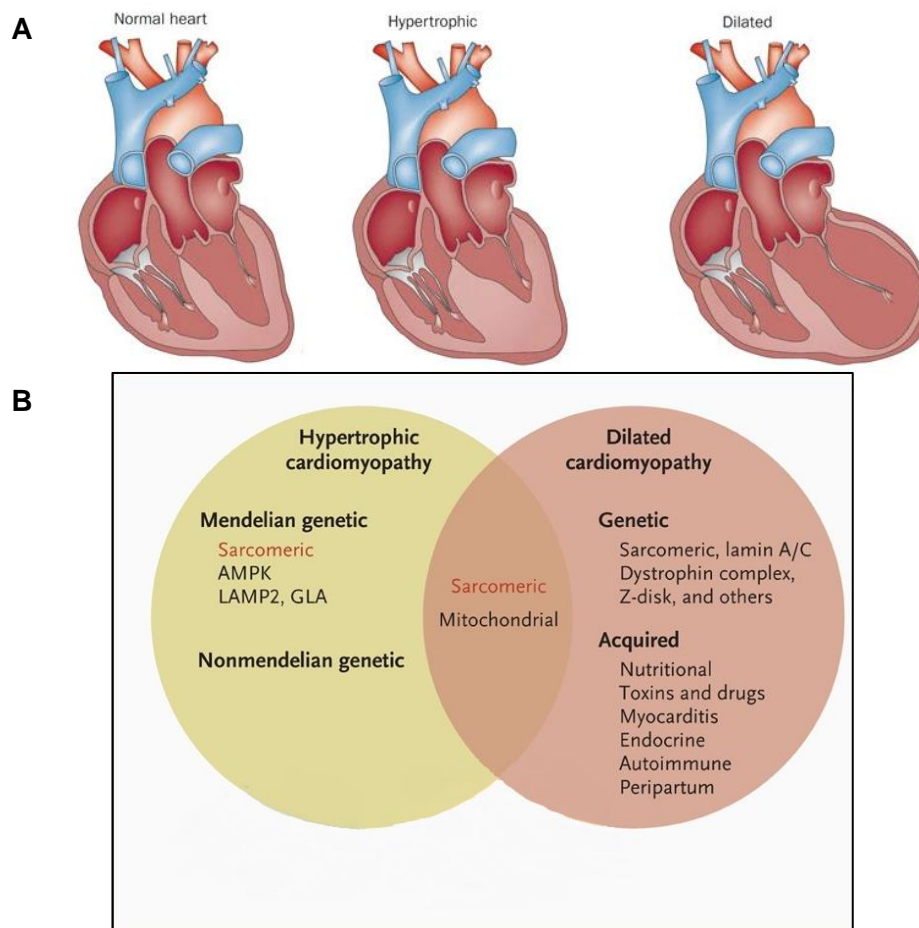 A
Normal heart
Hypertrophic
Dilated
B
Hypertrophic
cardiomyopathy
Mendelian genetic
Sarcomeric
AMPK
LAMP2, GLA
Nonmendelian genetic
Sarcomeric
Mitochondrial
Dilated
cardiomyopathy
Genetic
Sarcomeric, lamin A/C
Dystrophin complex,
Z-disk, and others
Acquired
Nutritional
Toxins and drugs
Myocarditis
Endocrine
Autoimmune
Peripartum